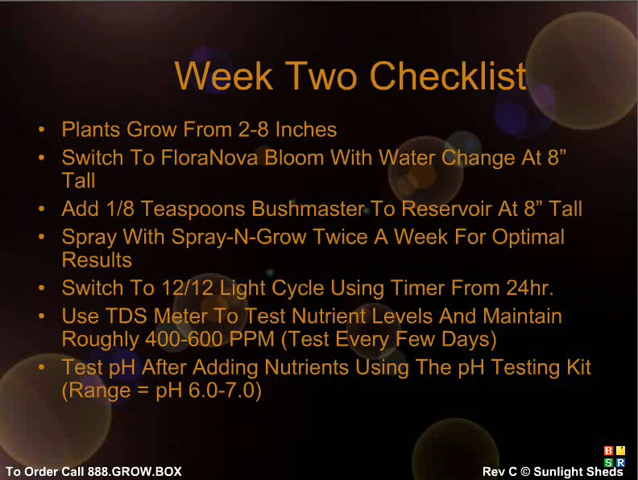 Week Two Checklist
• Plants Grow From 2-8 Inches
• Switch To FloraNova Bloom With Water Change At 8”
Tall
• Add 1/8 Teaspoons Bushmaster To Reservoir At 8” Tall
• Spray With Spray-N-Grow Twice A Week For Optimal
Results
• Switch To 12/12 Light Cycle Using Timer From 24hr.
• Use TDS Meter To Test Nutrient Levels And Maintain
Roughly 400-600 PPM (Test Every Few Days)
• Test pH After Adding Nutrients Using The pH Testing Kit
(Range = pH 6.0-7.0)
B
S R
To Order Call 888.GROW.BOX
Rev C © Sunlight Sheds